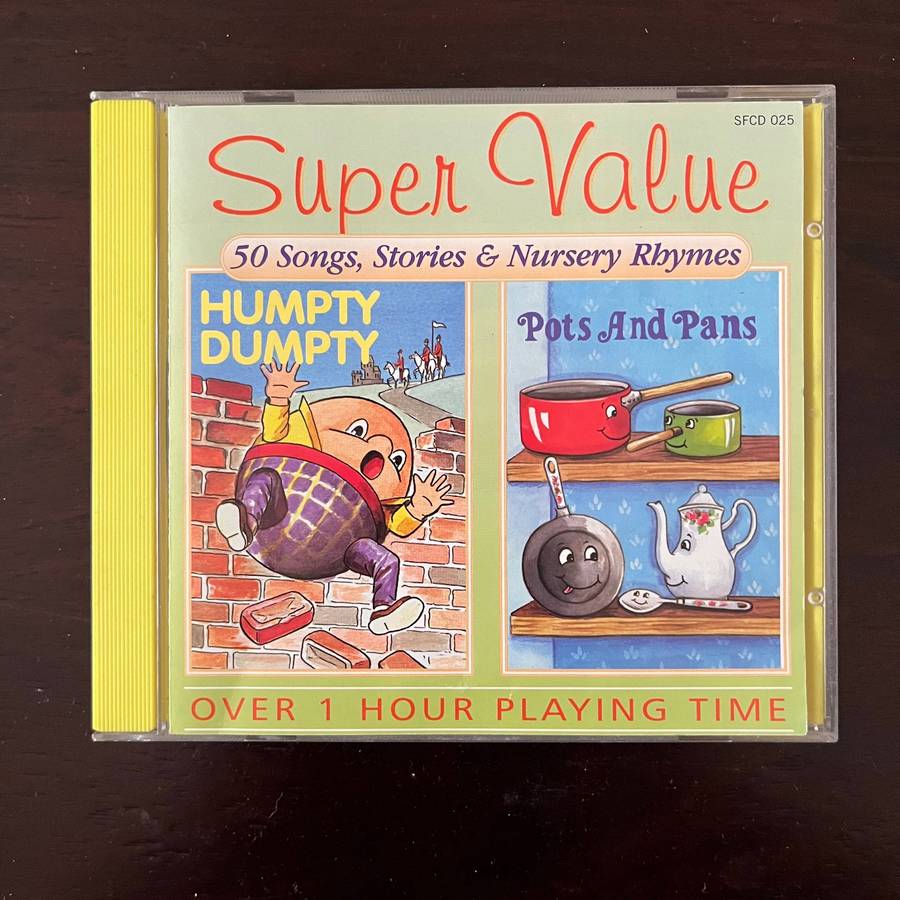 SFCD 025
Super Value
50 Songs, Stories & Nursery Rhymes
HUMPTY
DUMPTY
Pots And Pans
OVER 1 HOUR PLAYING TIME